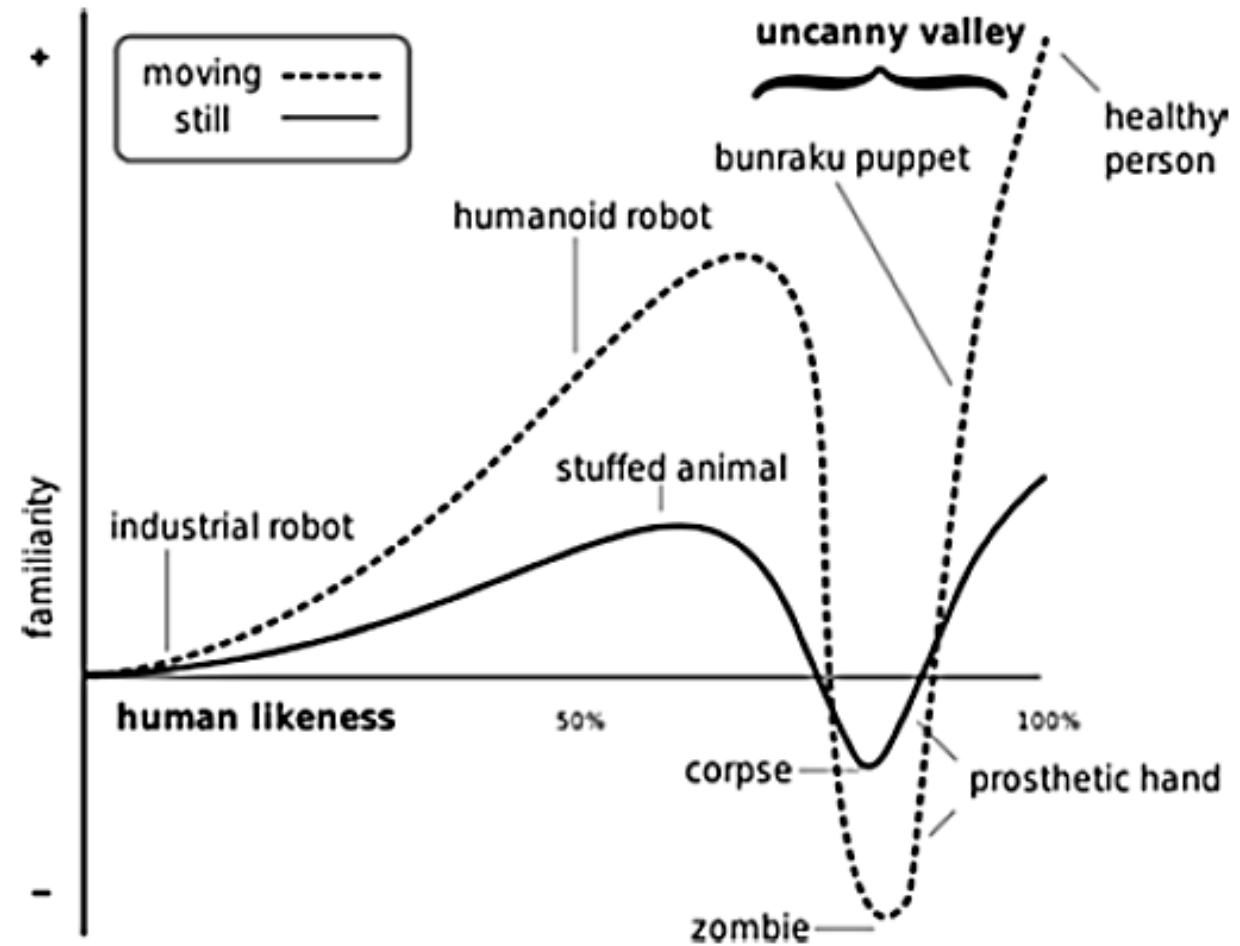 +
uncanny valley
moving
still
healthy
person
bunraku puppet
humanoid robot
stuffed animal
industrial robot
familiarity
human likeness
50%
100%
corpse
prosthetic hand
–
zombie